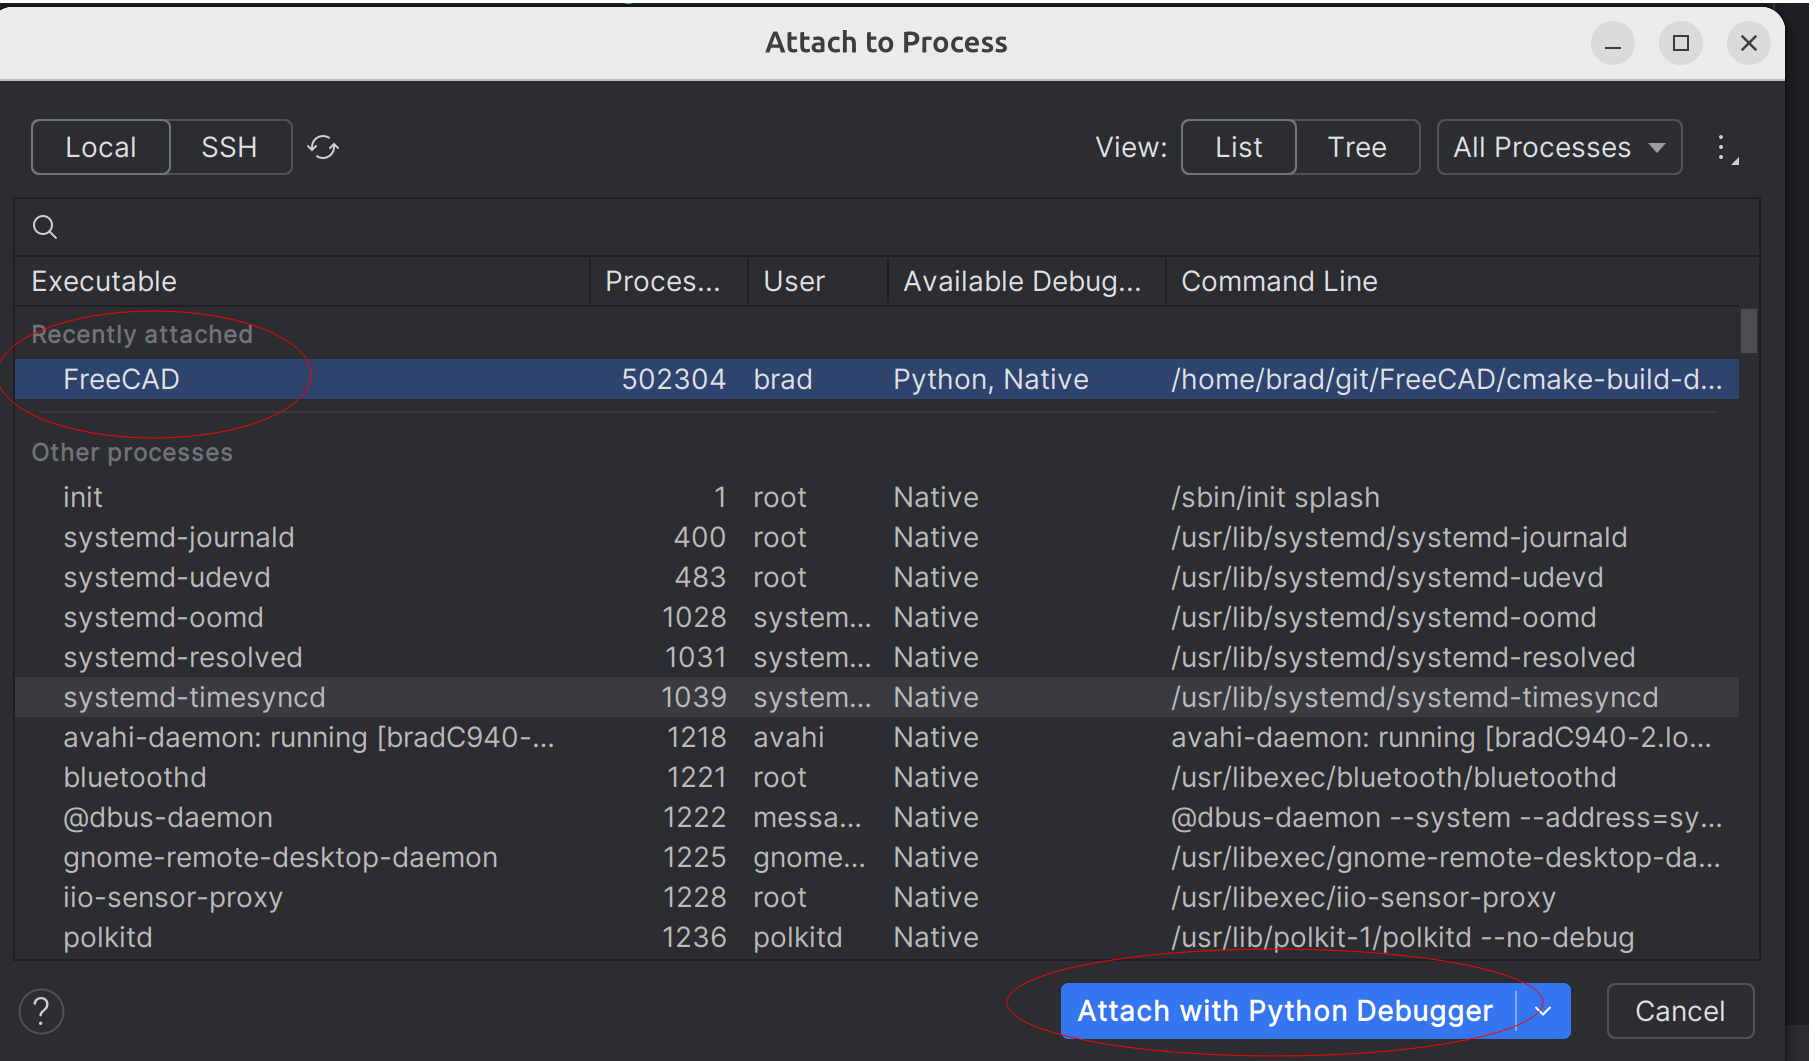 Attach to Process
Local SSH View: List Tree All Processes
Executable Proces... User Available Debug... Command Line
Recently attached
FreeCAD 502304 brad Python, Native /home/brad/git/FreeCAD/cmake-build-d...
Other processes
init 1 root Native /sbin/init splash
systemd-journald 400 root Native /usr/lib/systemd/systemd-journald
systemd-udevd 483 root Native /usr/lib/systemd/systemd-udevd
systemd-oomd 1028 system... Native /usr/lib/systemd/systemd-oomd
systemd-resolved 1031 system... Native /usr/lib/systemd/systemd-resolved
systemd-timesyncd 1039 system... Native /usr/lib/systemd/systemd-timesyncd
avahi-daemon: running [bradC940-... 1218 avahi Native avahi-daemon: running [bradC940-2.lo...
bluetoothd 1221 root Native /usr/libexec/bluetooth/bluetoothd
@dbus-daemon 1222 messa... Native @dbus-daemon --system --address=sy...
gnome-remote-desktop-daemon 1225 gnome... Native /usr/libexec/gnome-remote-desktop-da...
iio-sensor-proxy 1228 root Native /usr/libexec/iio-sensor-proxy
polkitd 1236 polkitd Native /usr/lib/polkit-1/polkitd --no-debug
? Attach with Python Debugger Cancel